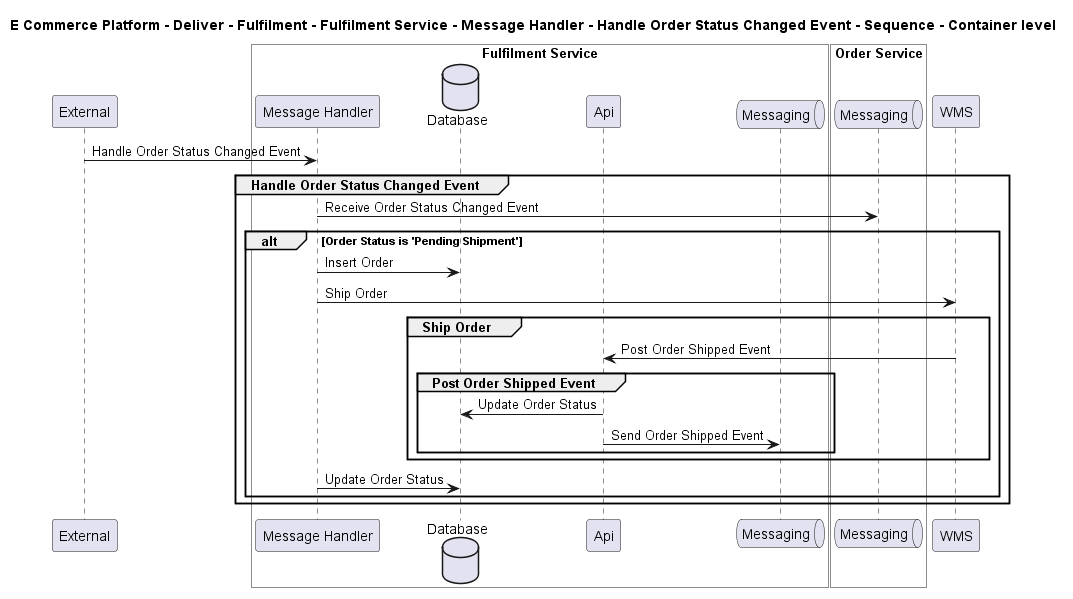 E Commerce Platform - Deliver - Fulfilment - Fulfilment Service - Message Handler - Handle Order Status Changed Event - Sequence - Container level
Fulfilment Service
Order Service
External
Message Handler
Database
Api
Messaging
Messaging
WMS
Handle Order Status Changed Event
Handle Order Status Changed Event
Receive Order Status Changed Event
alt
[Order Status is 'Pending Shipment']
Insert Order
Ship Order
Ship Order
Post Order Shipped Event
Post Order Shipped Event
Update Order Status
Send Order Shipped Event
Update Order Status
External
Message Handler
Database
Api
Messaging
Messaging
WMS